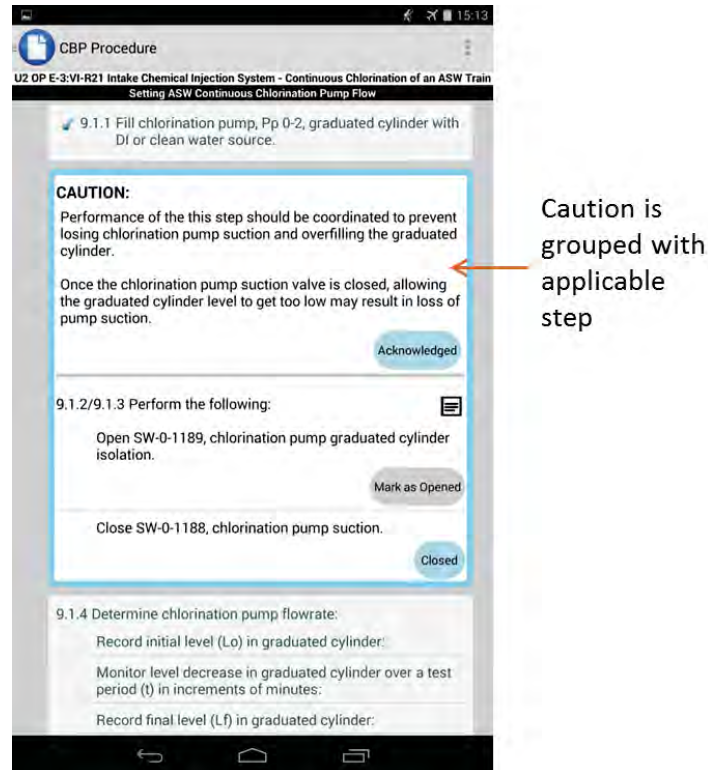 15:13
CBP Procedure
U2 OP E-3:VI-R21 Intake Chemical Injection System - Continuous Chlorination of an ASW Train
Setting ASW Continuous Chlorination Pump Flow
9.1.1 Fill chlorination pump, Pp 0-2, graduated cylinder with
DI or clean water source.
CAUTION:
Performance of the this step should be coordinated to prevent
losing chlorination pump suction and overfilling the graduated
cylinder.
Once the chlorination pump suction valve is closed, allowing
the graduated cylinder level to get too low may result in loss of
pump suction.
Acknowledged
9.1.2/9.1.3 Perform the following:
Open SW-0-1189, chlorination pump graduated cylinder
isolation.
Mark as Opened
Close SW-0-1188, chlorination pump suction.
Closed
9.1.4 Determine chlorination pump flowrate:
Record initial level (Lo) in graduated cylinder:
Monitor level decrease in graduated cylinder over a test
period (t) in increments of minutes:
Record final level (Lf) in graduated cylinder:
Caution is
grouped with
applicable
step